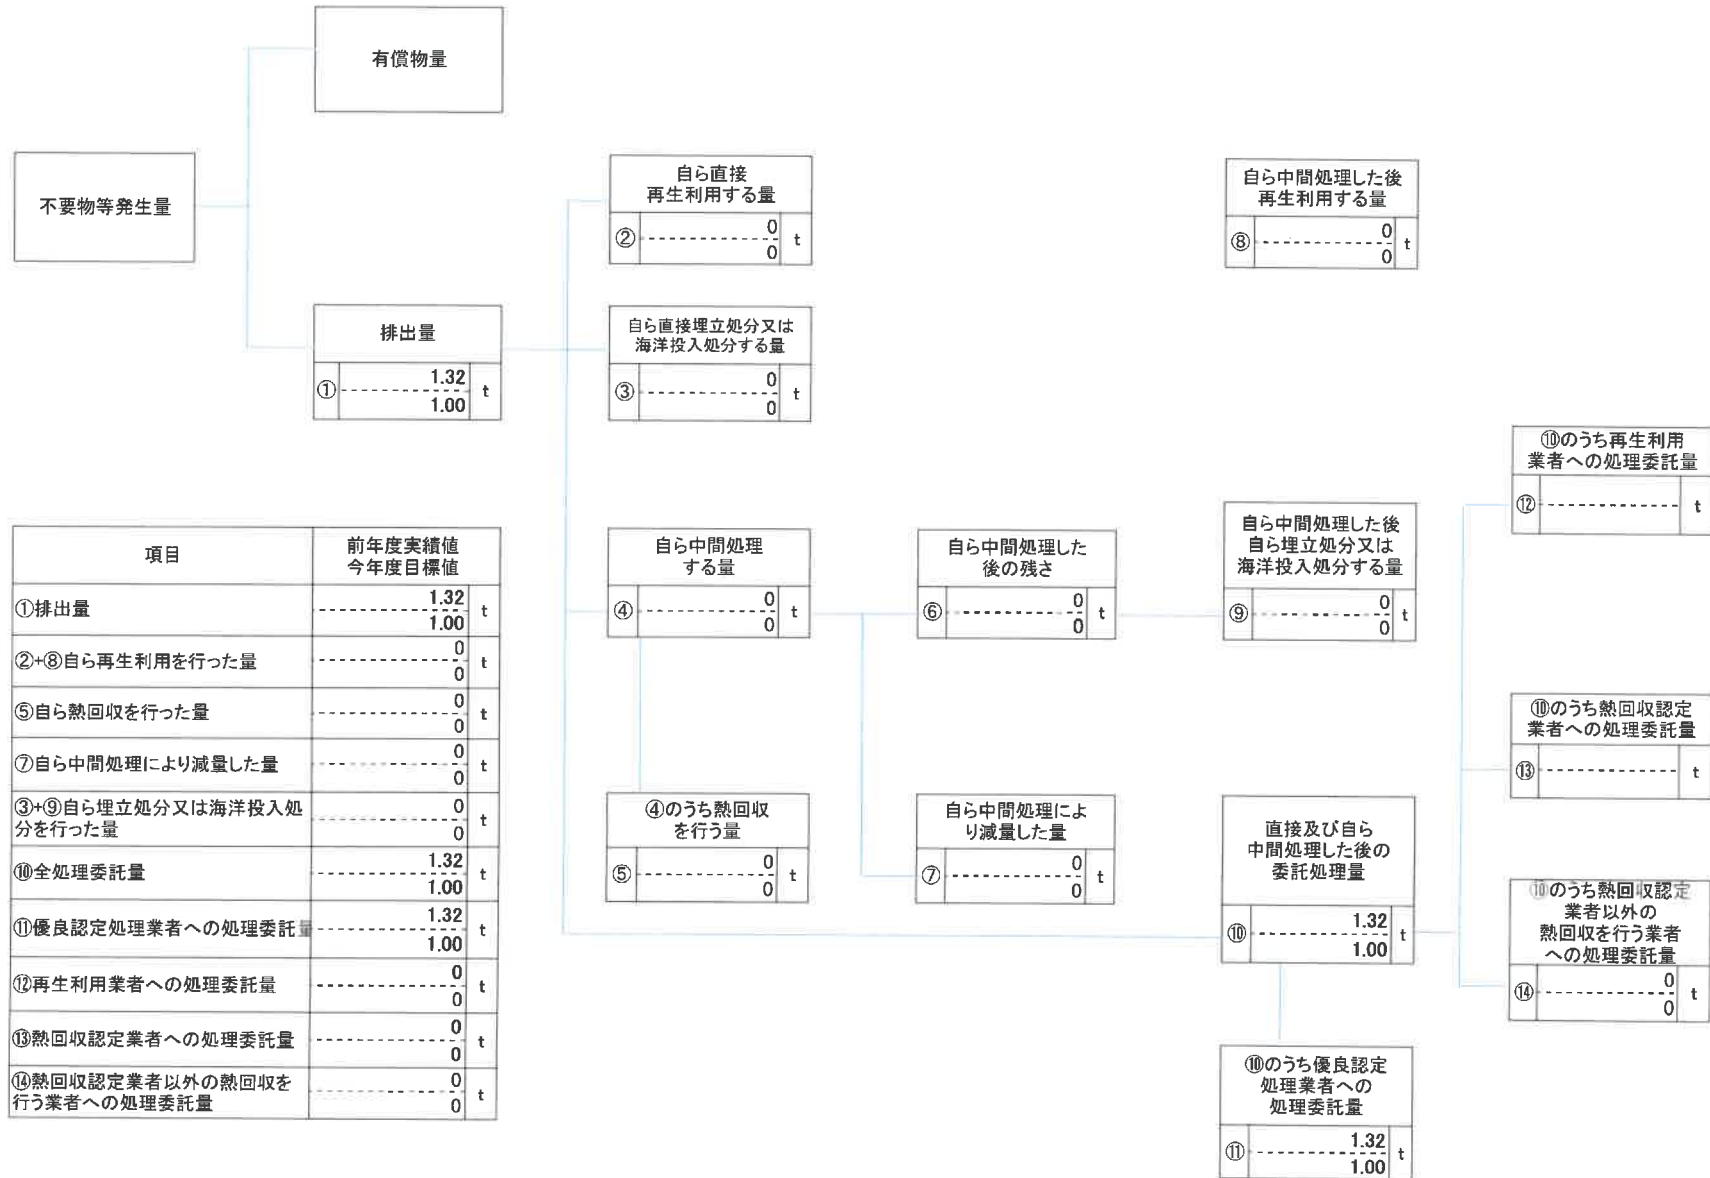 有償物量
不要物等発生量
排出量
① 1.32 t
1.00
自ら直接
再生利用する量
② 0 t
0
自ら直接埋立処分又は
海洋投入処分する量
③ 0 t
0
自ら中間処理
する量
④ 0 t
0
④のうち熱回収
を行う量
⑤ 0 t
0
自ら中間処理した
後の残さ
⑥ 0 t
0
自ら中間処理によ
り減量した量
⑦ 0 t
0
自ら中間処理した後
再生利用する量
⑧ 0 t
0
自ら中間処理した後
自ら埋立処分又は
海洋投入処分する量
⑨ 0 t
0
直接及び自ら
中間処理した後の
委託処理量
⑩ 1.32 t
1.00
⑩のうち優良認定
処理業者への
処理委託量
⑪ 1.32 t
1.00
⑩のうち再生利用
業者への処理委託量
⑫ t
⑩のうち熱回収認定
業者への処理委託量
⑬ t
⑩のうち熱回収認定
業者以外の
熱回収を行う業者
への処理委託量
⑭ 0 t
0
項目 前年度実績値
今年度目標値
①排出量 1.32 t
1.00
②+⑧自ら再生利用を行った量 0 t
0
⑤自ら熱回収を行った量 0 t
0
⑦自ら中間処理により減量した量 0 t
0
③+⑨自ら埋立処分又は海洋投入処 0 t
分を行った量 0
⑩全処理委託量 1.32 t
1.00
⑪優良認定処理業者への処理委託量 1.32 t
1.00
⑫再生利用業者への処理委託量 0 t
0
⑬熱回収認定業者への処理委託量 0 t
0
⑭熱回収認定業者以外の熱回収を 0 t
行う業者への処理委託量 0